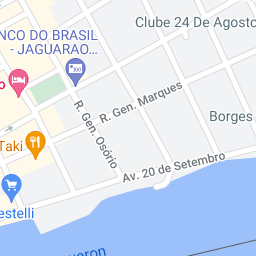 Clube 24 De Agosto
NCO DO BRASIL
- JAGUARAO...
R. Gen. Marques
R. Gen. Osório
Borges
Taki
Av. 20 de Setembro
estelli